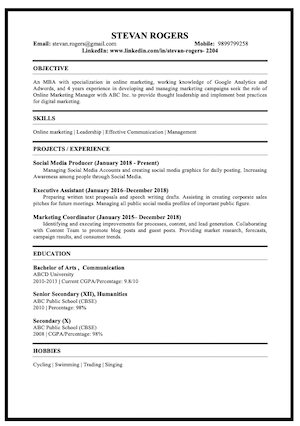 STEVAN ROGERS
Email: stevan.rogers@gmail.com Mobile: 9899799258
LinkedIn: www.linkedin.com/in/stevan-rogers- 2204
OBJECTIVE
An MBA with specialization in online marketing, working knowledge of Google Analytics and
Adwords, and 4 years of experience in developing and managing marketing campaigns seek the role of
Online Marketing Manager with ABC Inc. to provide thought leadership and implement best practices
for digital marketing.
SKILLS
Online marketing | Leadership | Effective Communication | Management
PROJECTS / EXPERIENCE
Social Media Producer (January 2018 - Present)
Managing Social Media Accounts and creating social media graphics for daily posting. Increasing
Awareness among people through Social Media.
Executive Assistant (January 2016– December 2018)
Preparing written text proposals and speech writing drafts. Assisting in creating corporate sales
pitches for future meetings. Managing all public social media profiles of important company individuals.
Marketing Coordinator (January 2015– December 2018)
Identifying and executing improvements for processes, content, and lead generation. Collaborating
with Content Team to promote blog posts and guest posts. Providing market research, forecasts,
campaign results, and consumer trends.
EDUCATION
Bachelor of Arts , Communication
ABCD University
2010-2013 | Current CGPA/Percentage: 9.8/10
Senior Secondary (XII), Humanities
ABC Public School (CBSE)
2010 | Percentage: 98%
Secondary (X)
ABC Public School (CBSE)
2008 | CGPA/Percentage: 98%
HOBBIES
Cycling | Swimming | Trading | Singing